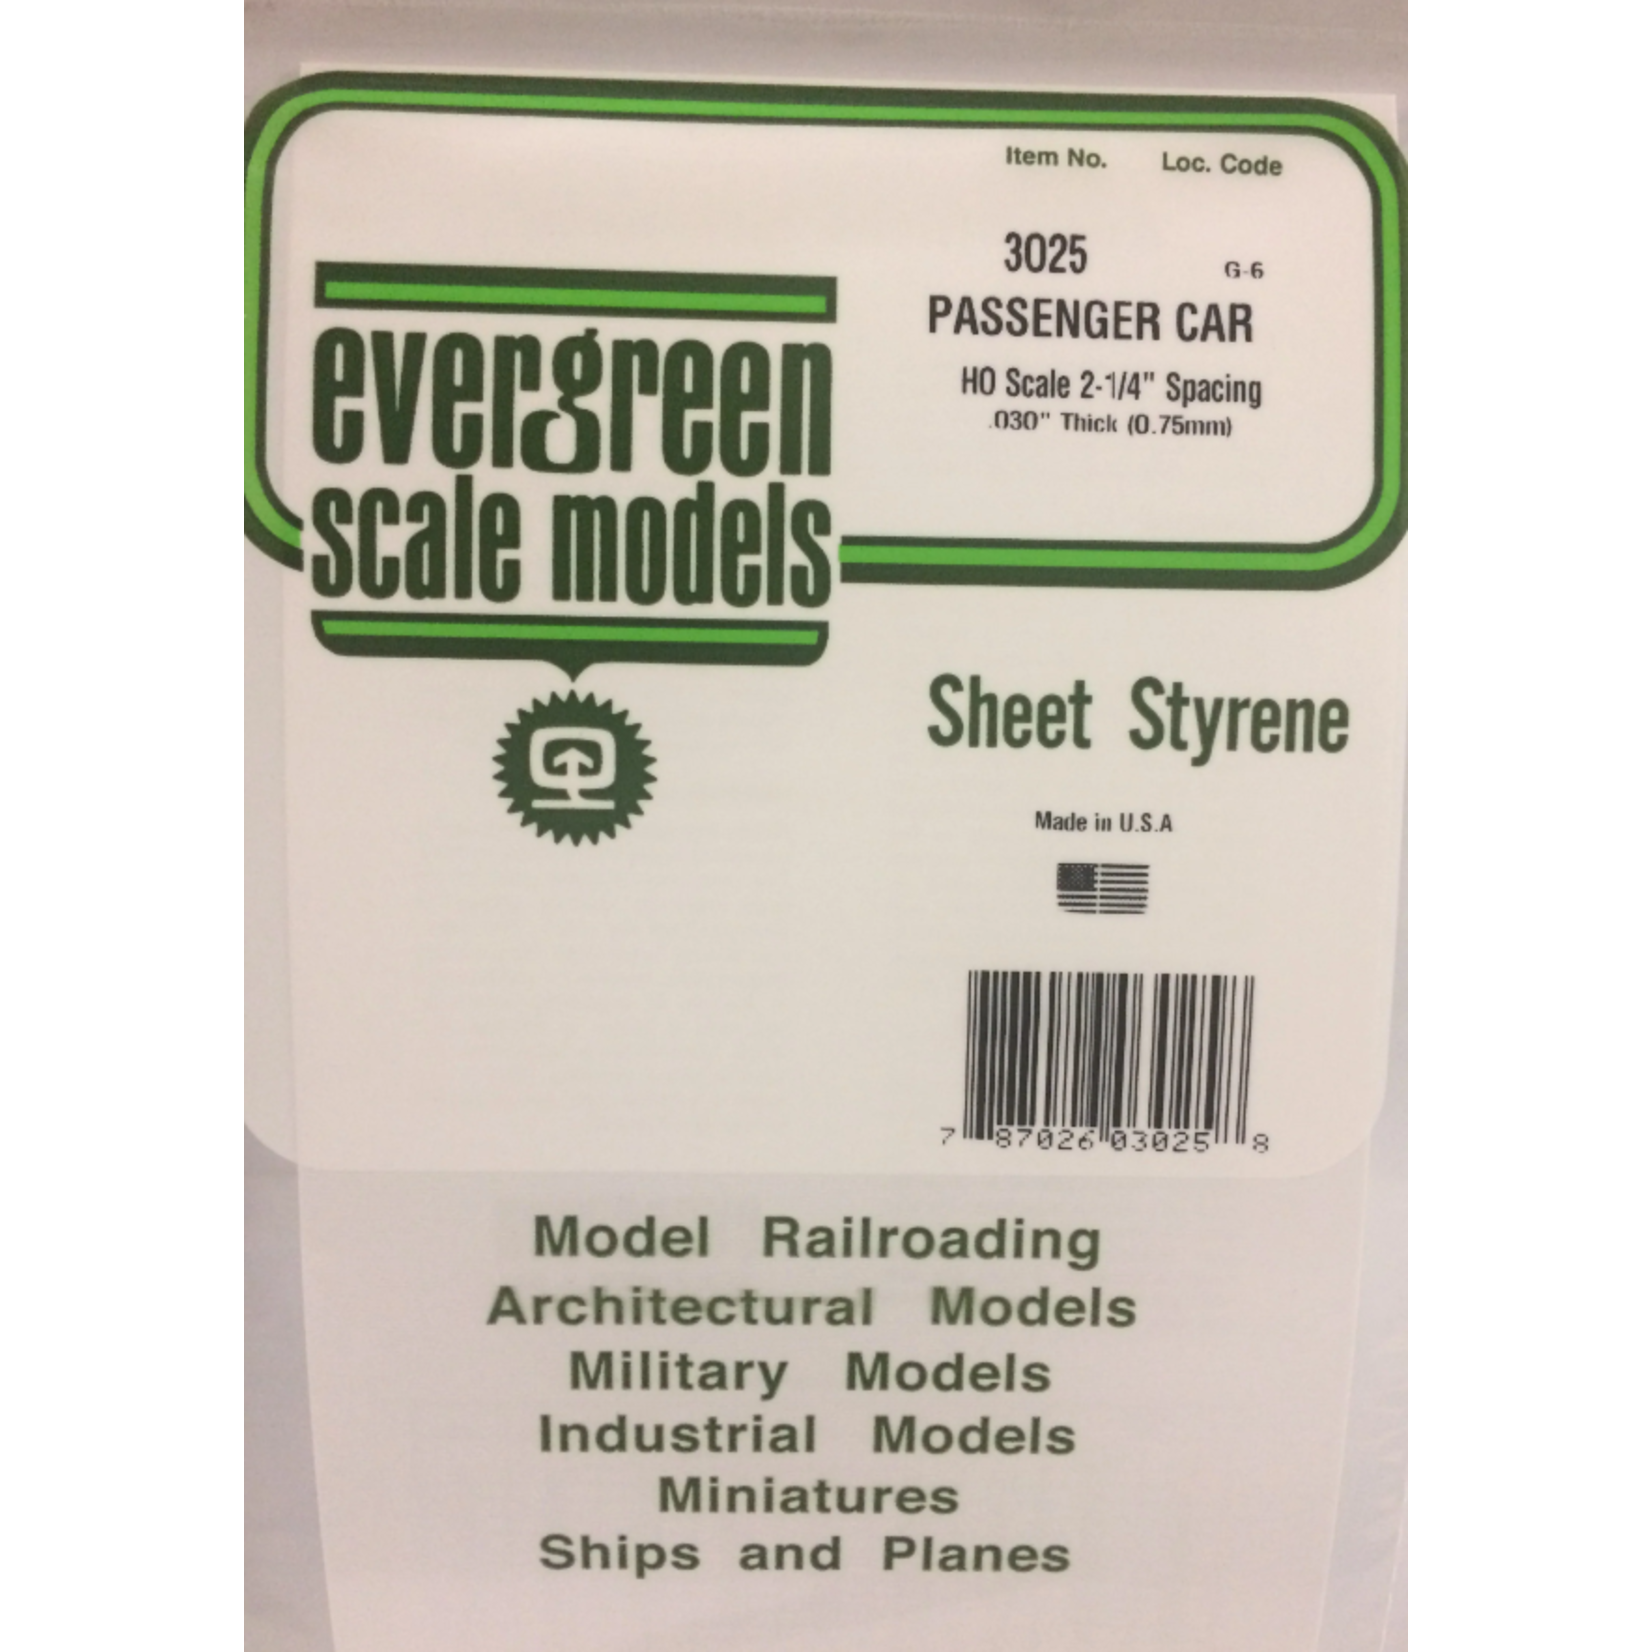 Item No. Loc. Code
3025 G-6
PASSENGER CAR
HO Scale 2-1/4" Spacing
.030" Thick (0.75mm)
evergreen
scale models
Sheet Styrene
Made in U.S.A
7 87026 03025 8
Model Railroading
Architectural Models
Military Models
Industrial Models
Miniatures
Ships and Planes